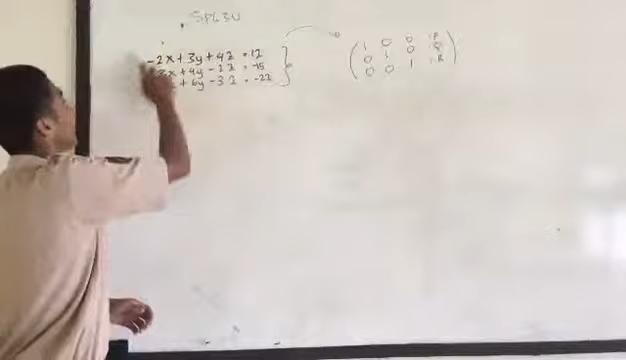 SPL3V
-2x + 3y + 4z = 12
x + 4y - 2z = -15
+ 6y - 3z = -22
1 0 0 : P
0 1 0 : Q
0 0 1 : R